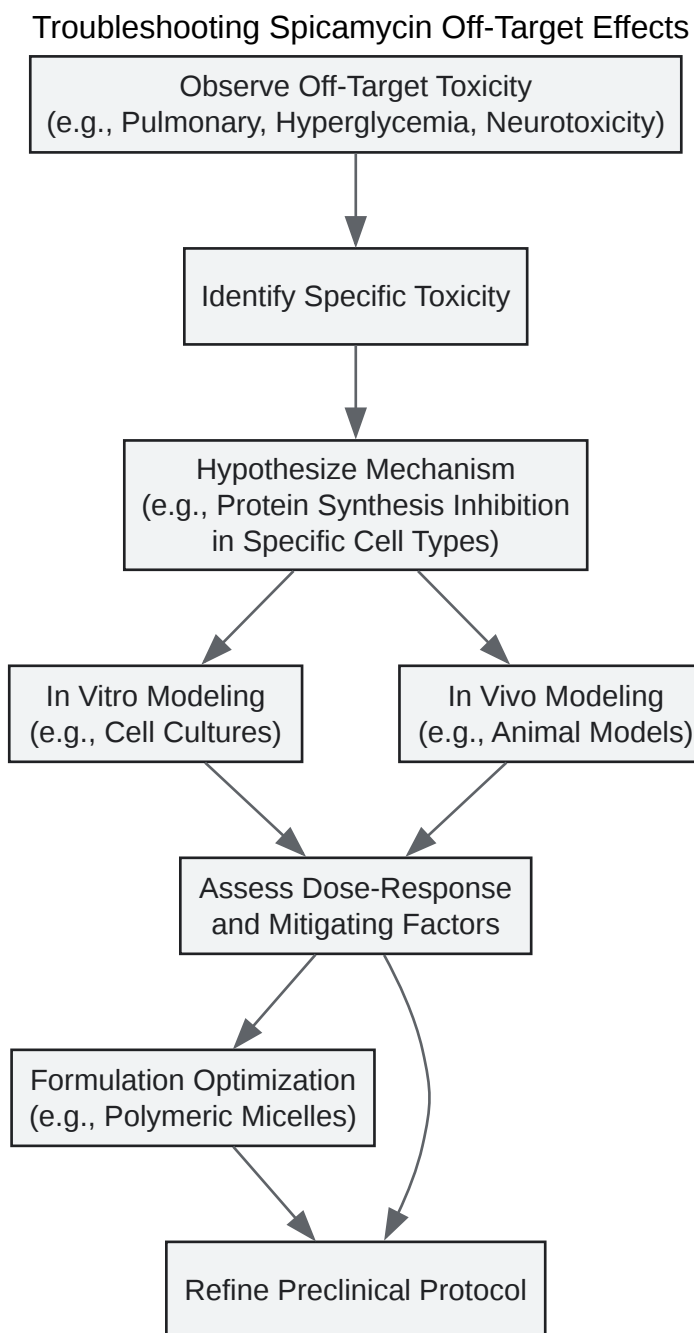 Troubleshooting Spicamycin Off-Target Effects
Observe Off-Target Toxicity
(e.g., Pulmonary, Hyperglycemia, Neurotoxicity)
Identify Specific Toxicity
Hypothesize Mechanism
(e.g., Protein Synthesis Inhibition
in Specific Cell Types)
In Vitro Modeling
(e.g., Cell Cultures)
In Vivo Modeling
(e.g., Animal Models)
Assess Dose-Response
and Mitigating Factors
Formulation Optimization
(e.g., Polymeric Micelles)
Refine Preclinical Protocol